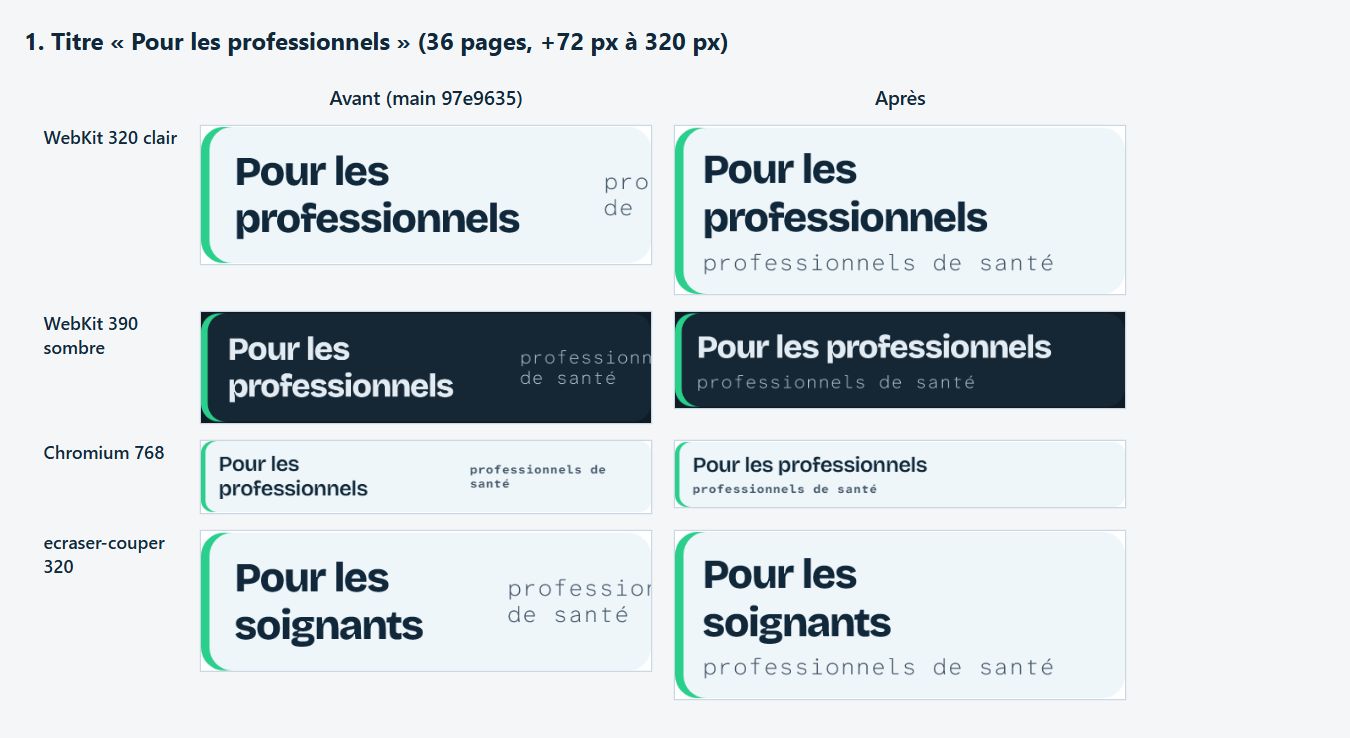 1. Titre « Pour les professionnels » (36 pages, +72 px à 320 px)
Avant (main 97e9635)
Après
WebKit 320 clair
Pour les
professionnels
pro
de
Pour les
professionnels
professionnels de santé
WebKit 390
sombre
Pour les
professionnels
professionn
de santé
Pour les professionnels
professionnels de santé
Chromium 768
Pour les
professionnels
professionnels de
santé
Pour les professionnels
professionnels de santé
ecraser-couper
320
Pour les
soignants
profession
de santé
Pour les
soignants
professionnels de santé